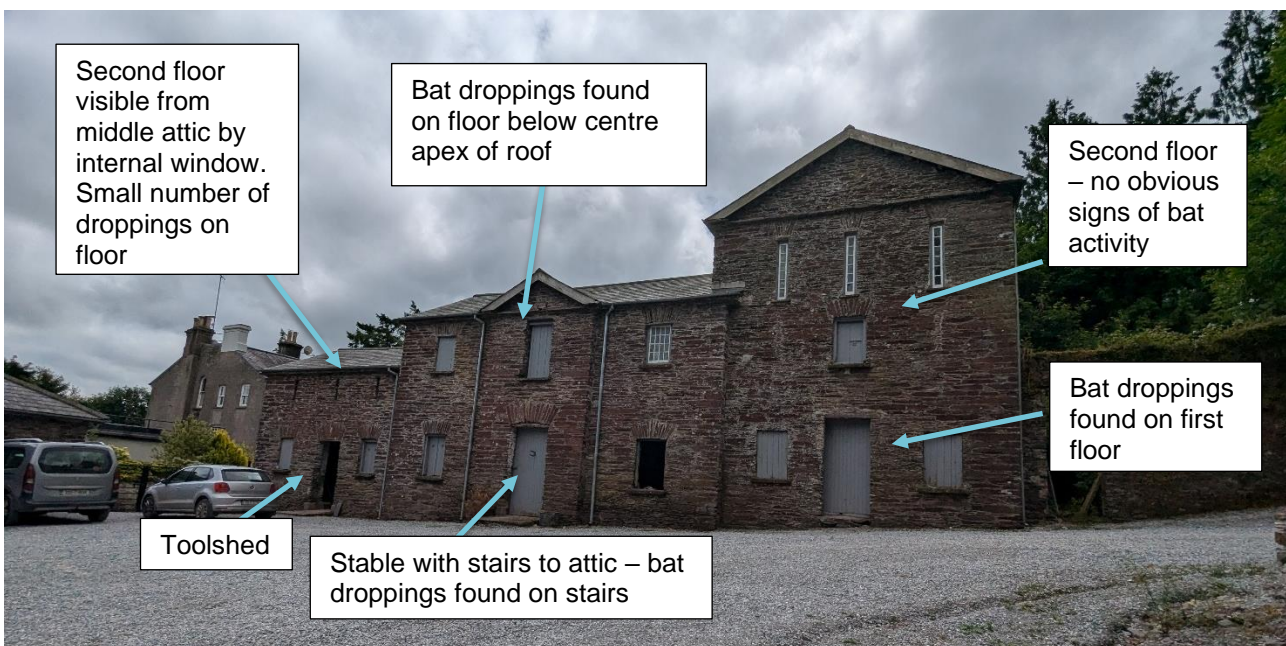 Second floor
visible from
middle attic by
internal window.
Small number of
droppings on
floor
Bat droppings found
on floor below centre
apex of roof
Second floor
– no obvious
signs of bat
activity
Bat droppings
found on first
floor
Toolshed
Stable with stairs to attic – bat
droppings found on stairs